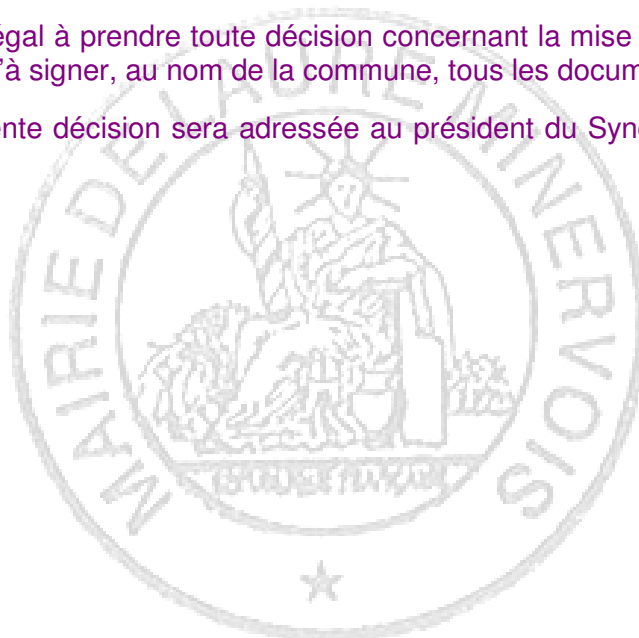 égal à prendre toute décision concernant la mise
'à signer, au nom de la commune, tous les docum
nte décision sera adressée au président du Syn
MAIRIE DE LAURE MINERVOIS